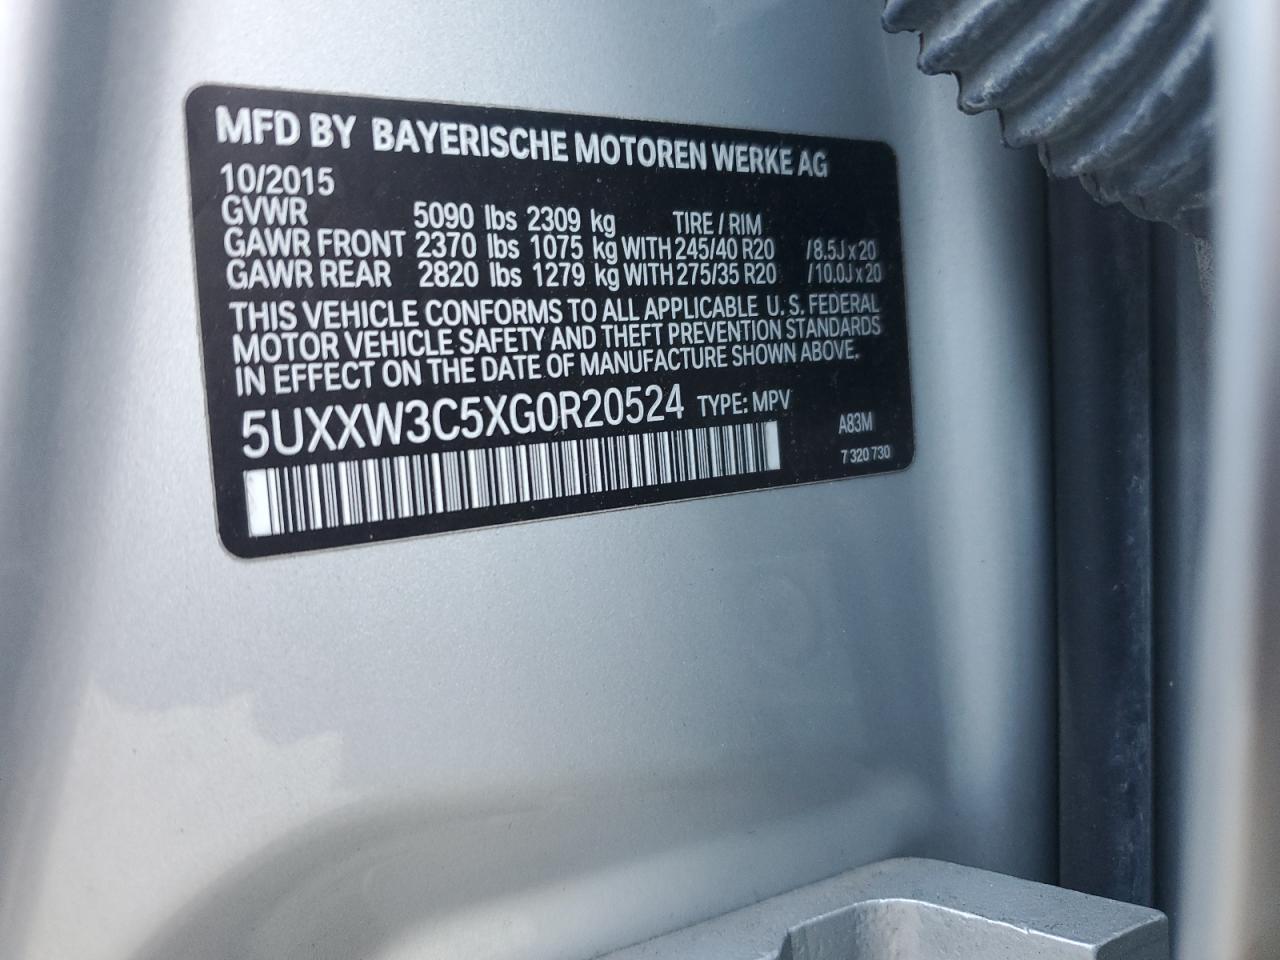 MFD BY BAYERISCHE MOTOREN WERKE AG
10/2015
GVWR 5090 lbs 2309 kg TIRE / RIM
GAWR FRONT 2370 lbs 1075 kg WITH 245/40 R20 /8.5J x 20
GAWR REAR 2820 lbs 1279 kg WITH 275/35 R20 /10.0J x 20
THIS VEHICLE CONFORMS TO ALL APPLICABLE U. S. FEDERAL
MOTOR VEHICLE SAFETY AND THEFT PREVENTION STANDARDS
IN EFFECT ON THE DATE OF MANUFACTURE SHOWN ABOVE.
5UXXW3C5XG0R20524 TYPE: MPV
A83M
7 320 730